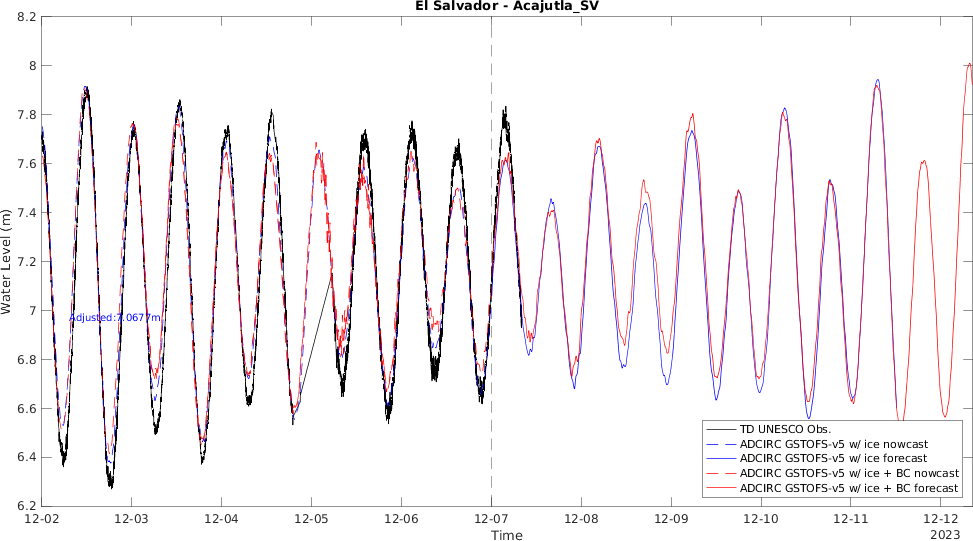 El Salvador - Acajutla_SV
Water Level (m)
8.2
8
7.8
7.6
7.4
7.2
7
6.8
6.6
6.4
6.2
Adjusted:7.0677m
TD UNESCO Obs.
ADCIRC GSTOFS-v5 w/ ice nowcast
ADCIRC GSTOFS-v5 w/ ice forecast
ADCIRC GSTOFS-v5 w/ ice + BC nowcast
ADCIRC GSTOFS-v5 w/ ice + BC forecast
12-02 12-03 12-04 12-05 12-06 12-07 12-08 12-09 12-10 12-11 12-12
2023
Time